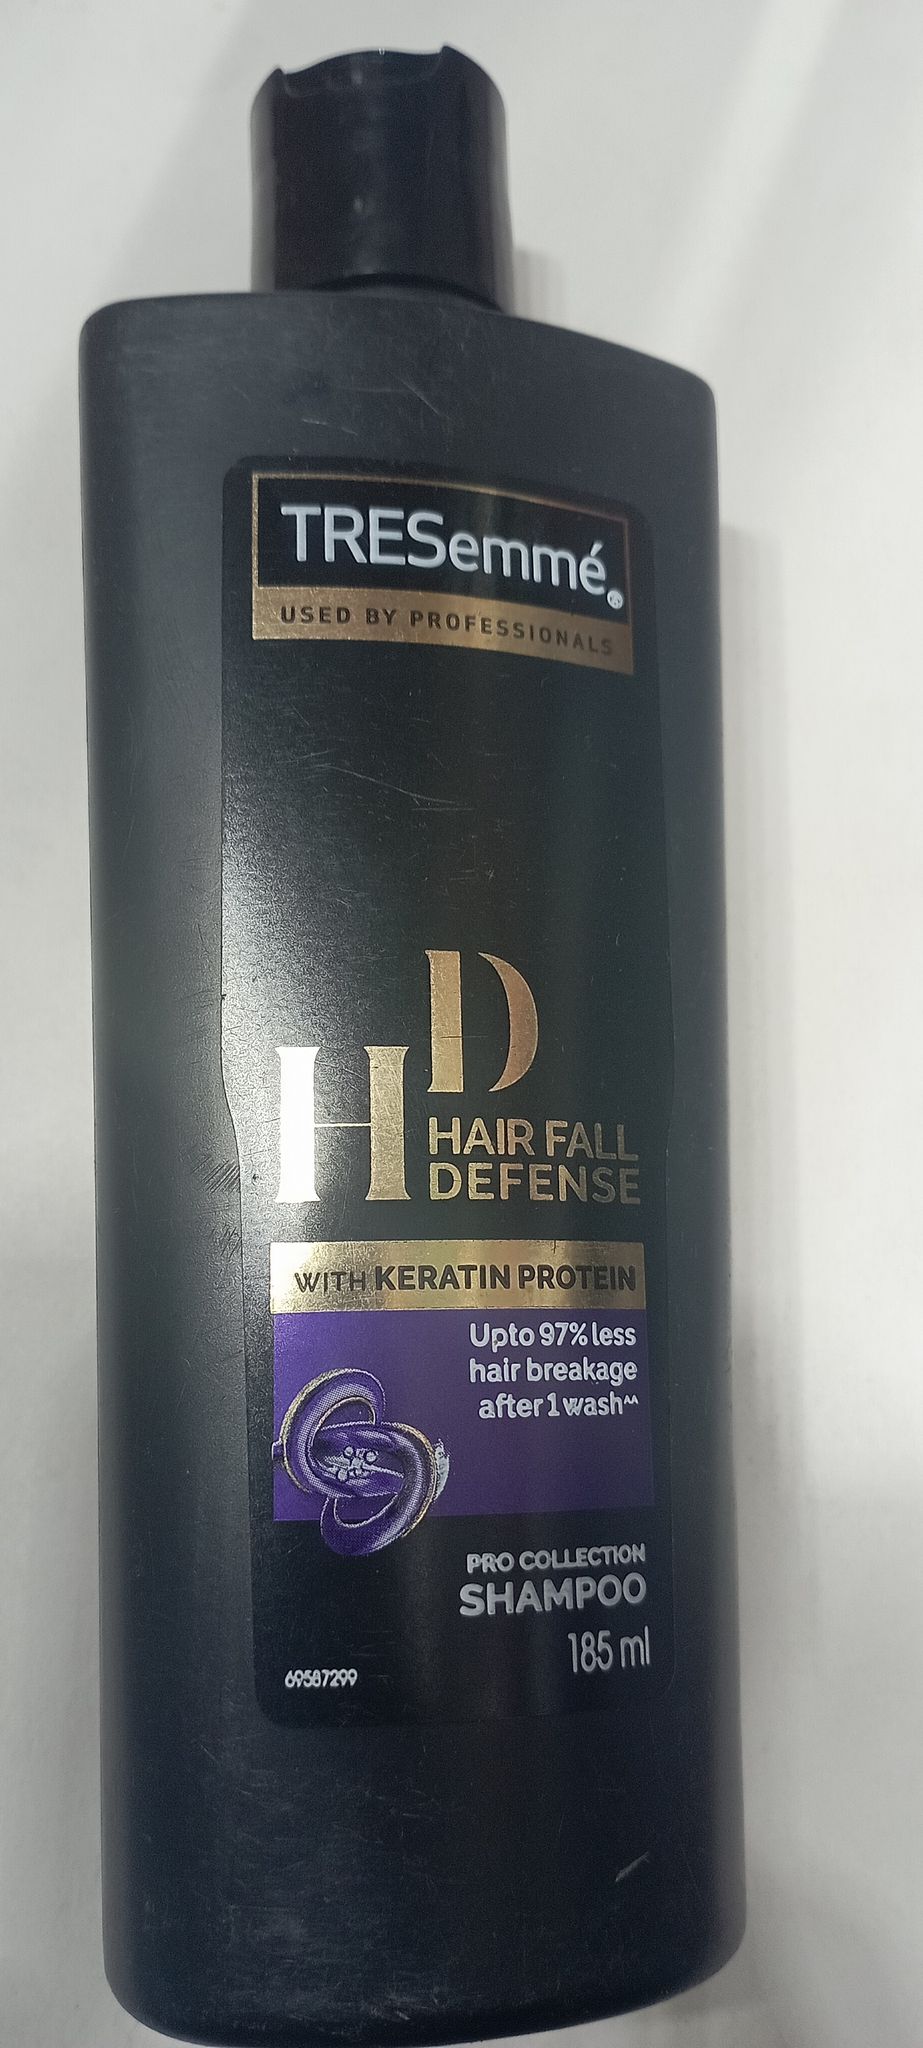 TRESemmé
USED BY PROFESSIONALS
HD
HAIR FALL
DEFENSE
WITH KERATIN PROTEIN
Upto 97% less
hair breakage
after 1 wash^^
PRO COLLECTION
SHAMPOO
185 ml
69587299